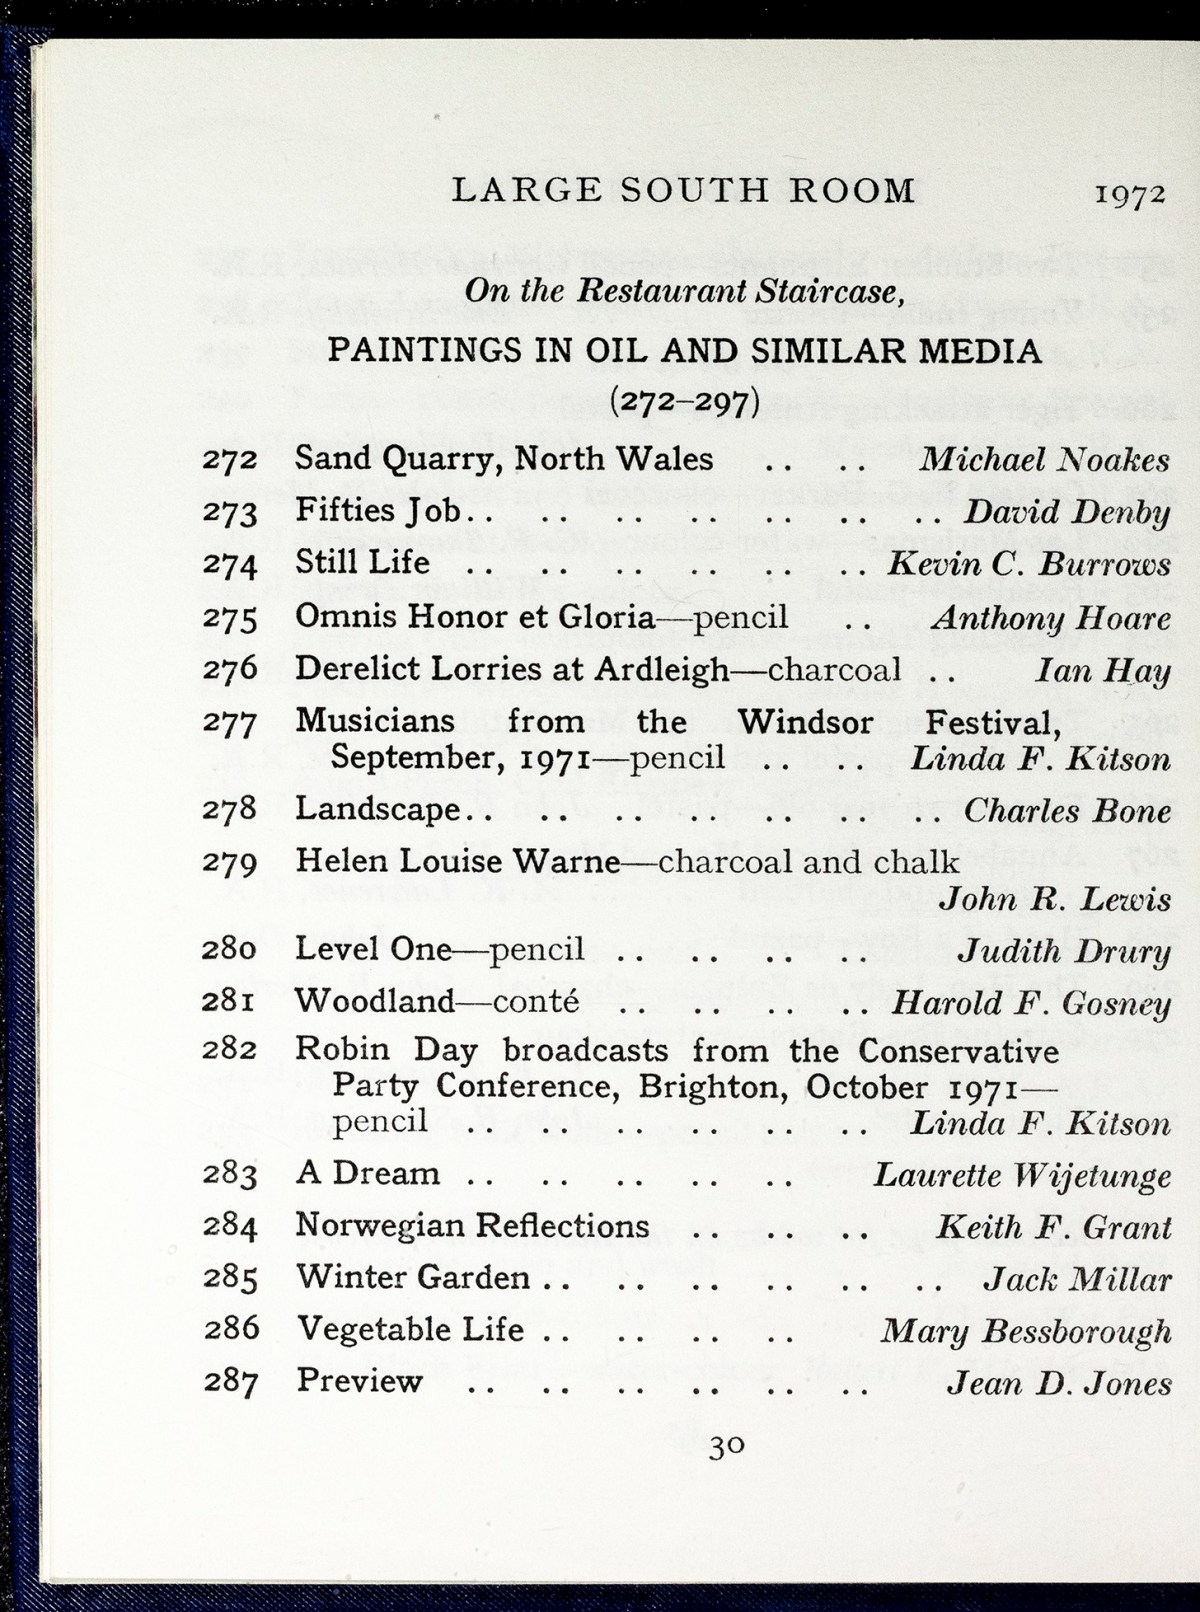 LARGE SOUTH ROOM 1972
On the Restaurant Staircase,
PAINTINGS IN OIL AND SIMILAR MEDIA
(272–297)
272 Sand Quarry, North Wales .. .. Michael Noakes
273 Fifties Job.. .. .. .. .. .. .. David Denby
274 Still Life .. .. .. .. .. .. Kevin C. Burrows
275 Omnis Honor et Gloria—pencil .. Anthony Hoare
276 Derelict Lorries at Ardleigh—charcoal .. Ian Hay
277 Musicians from the Windsor Festival,
September, 1971—pencil .. .. Linda F. Kitson
278 Landscape.. .. .. .. .. .. .. Charles Bone
279 Helen Louise Warne—charcoal and chalk
John R. Lewis
280 Level One—pencil .. .. .. .. Judith Drury
281 Woodland—conté .. .. .. .. Harold F. Gosney
282 Robin Day broadcasts from the Conservative
Party Conference, Brighton, October 1971—
pencil .. .. .. .. .. .. Linda F. Kitson
283 A Dream .. .. .. .. .. Laurette Wijetunge
284 Norwegian Reflections .. .. .. Keith F. Grant
285 Winter Garden .. .. .. .. .. .. Jack Millar
286 Vegetable Life .. .. .. .. Mary Bessborough
287 Preview .. .. .. .. .. .. Jean D. Jones
30